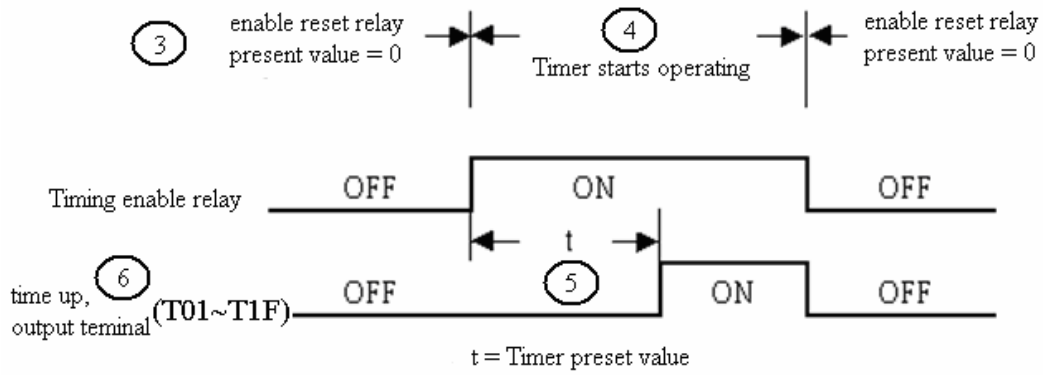 3
enable reset relay
present value = 0
4
Timer starts operating
enable reset relay
present value = 0
Timing enable relay
OFF
ON
OFF
t
time up,
output teminal
6
(T01~T1F)
OFF
5
ON
OFF
t = Timer preset value